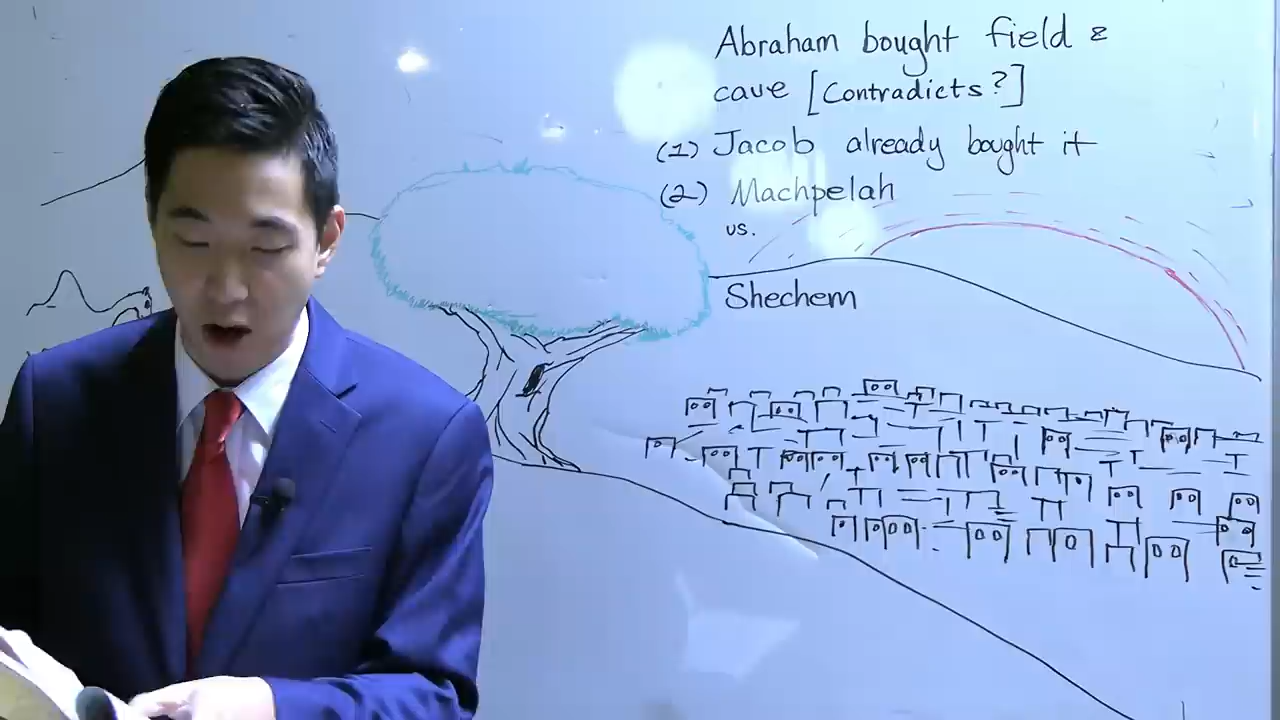 Abraham bought field &
cave [Contradicts?]
(1) Jacob already bought it
(2) Machpelah
vs.
Shechem